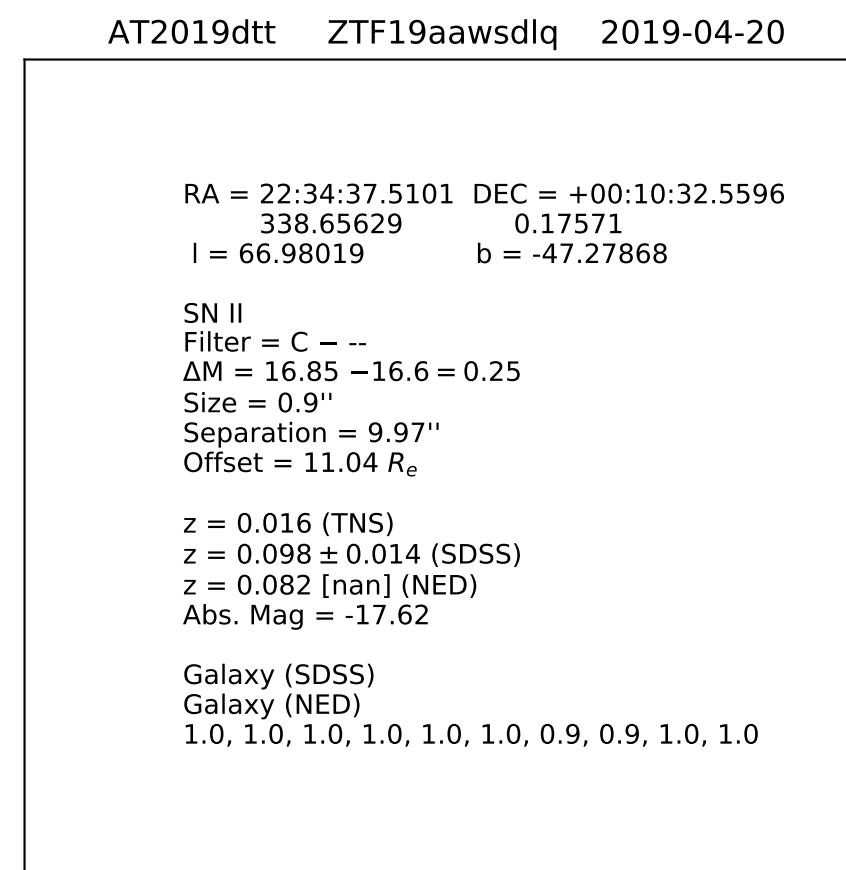 AT2019dtt ZTF19aawsdlq 2019-04-20
RA = 22:34:37.5101 DEC = +00:10:32.5596
338.65629 0.17571
l = 66.98019 b = -47.27868
SN II
Filter = C − --
ΔM = 16.85 −16.6 = 0.25
Size = 0.9''
Separation = 9.97''
Offset = 11.04 Re
z = 0.016 (TNS)
z = 0.098 ± 0.014 (SDSS)
z = 0.082 [nan] (NED)
Abs. Mag = -17.62
Galaxy (SDSS)
Galaxy (NED)
1.0, 1.0, 1.0, 1.0, 1.0, 1.0, 0.9, 0.9, 1.0, 1.0